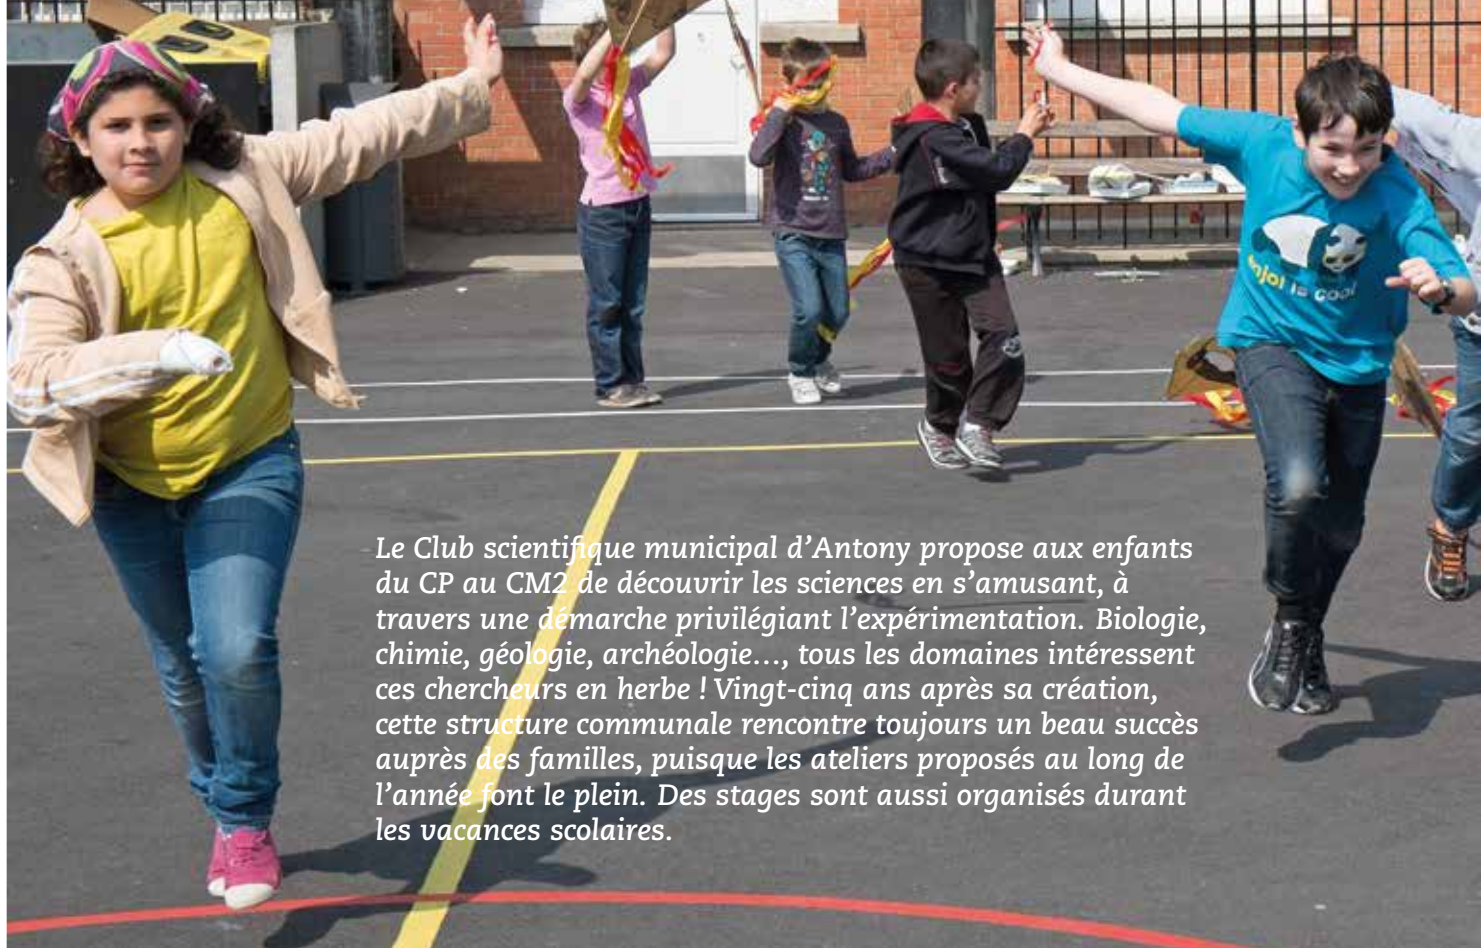 enjoi is cool
Le Club scientifique municipal d’Antony propose aux enfants
du CP au CM2 de découvrir les sciences en s’amusant, à
travers une démarche privilégiant l’expérimentation. Biologie,
chimie, géologie, archéologie…, tous les domaines intéressent
ces chercheurs en herbe ! Vingt-cinq ans après sa création,
cette structure communale rencontre toujours un beau succès
auprès des familles, puisque les ateliers proposés au long de
l’année font le plein. Des stages sont aussi organisés durant
les vacances scolaires.